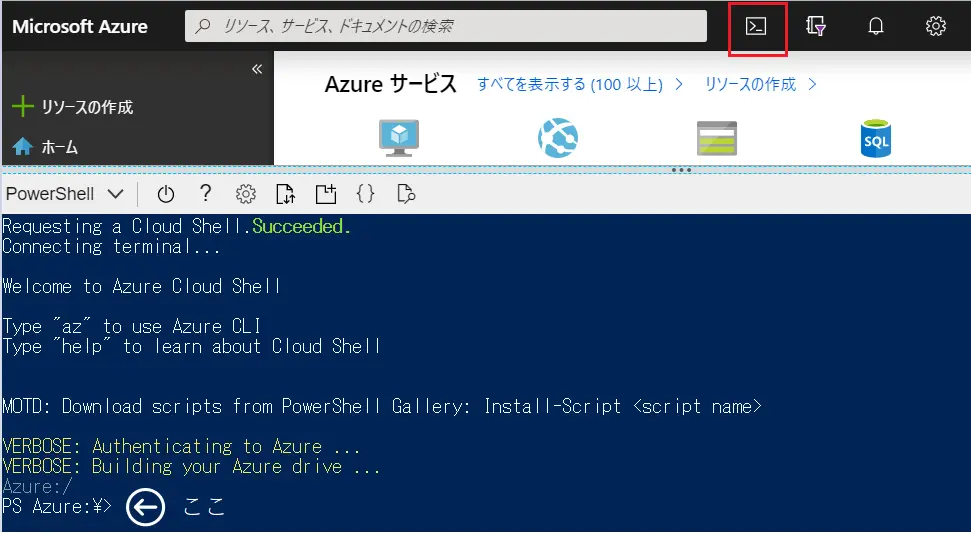 Microsoft Azure
リソース、サービス、ドキュメントの検索
リソースの作成
ホーム
Azure サービス すべてを表示する (100 以上) リソースの作成
SQL
PowerShell
Requesting a Cloud Shell.Succeeded.
Connecting terminal...
Welcome to Azure Cloud Shell
Type "az" to use Azure CLI
Type "help" to learn about Cloud Shell
MOTD: Download scripts from PowerShell Gallery: Install-Script <script name>
VERBOSE: Authenticating to Azure ...
VERBOSE: Building your Azure drive ...
Azure:/
PS Azure:¥> ここ